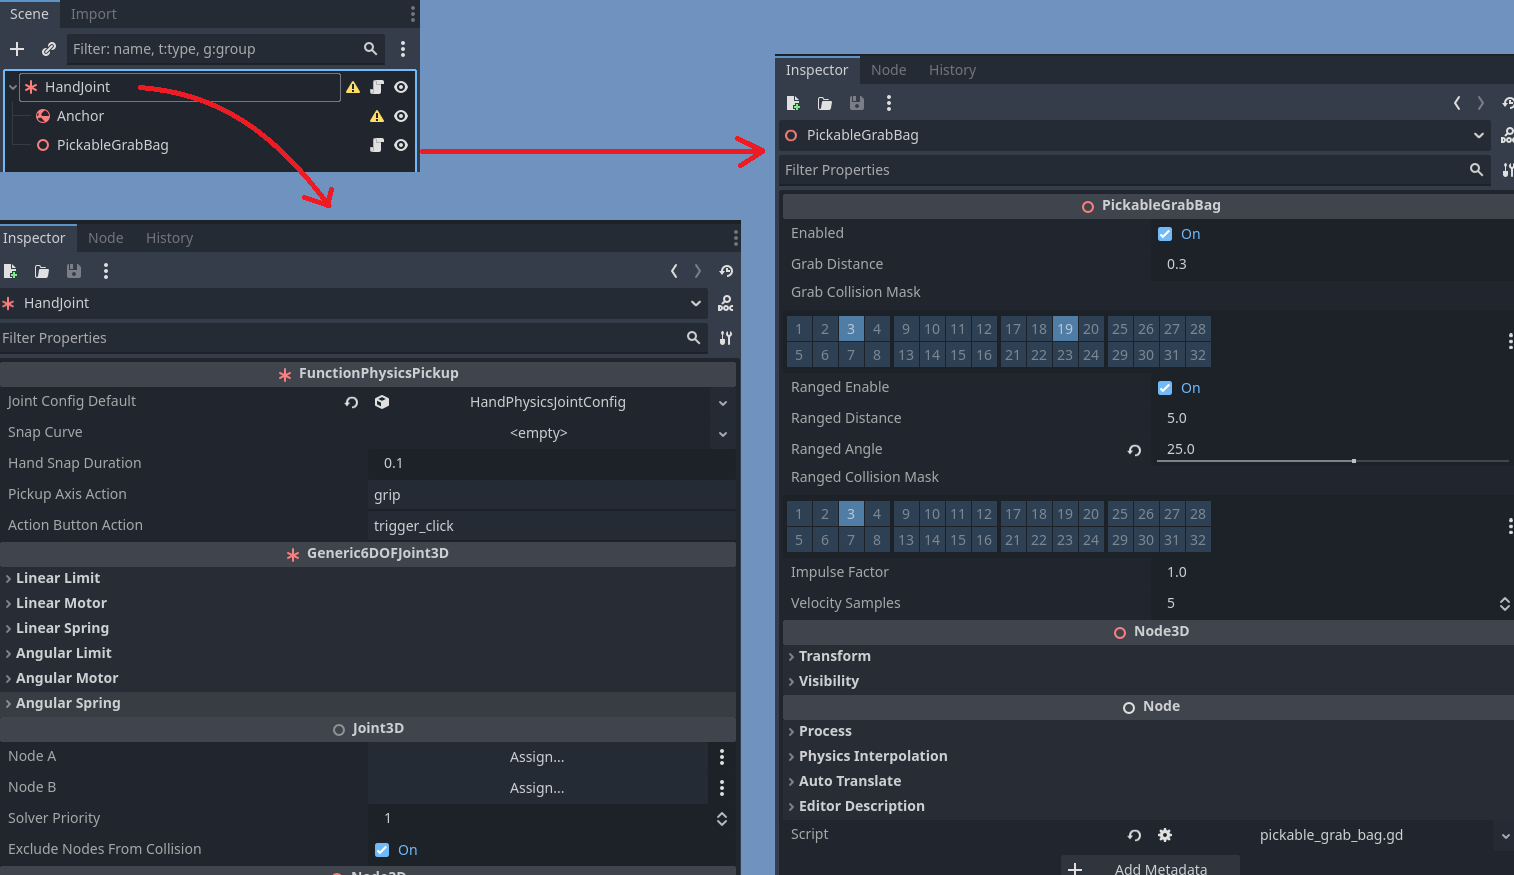 Scene Import
Filter: name, t:type, g:group
HandJoint
Anchor
PickableGrabBag
Inspector Node History
HandJoint
DOC
Filter Properties
FunctionPhysicsPickup
Joint Config Default HandPhysicsJointConfig
Snap Curve <empty>
Hand Snap Duration 0.1
Pickup Axis Action grip
Action Button Action trigger_click
Generic6DOFJoint3D
Linear Limit
Linear Motor
Linear Spring
Angular Limit
Angular Motor
Angular Spring
Joint3D
Node A Assign...
Node B Assign...
Solver Priority 1
Exclude Nodes From Collision On
Node3D
Inspector Node History
PickableGrabBag
DOC
Filter Properties
PickableGrabBag
Enabled On
Grab Distance 0.3
Grab Collision Mask
1 2 3 4 9 10 11 12 17 18 19 20 25 26 27 28
5 6 7 8 13 14 15 16 21 22 23 24 29 30 31 32
Ranged Enable On
Ranged Distance 5.0
Ranged Angle 25.0
Ranged Collision Mask
1 2 3 4 9 10 11 12 17 18 19 20 25 26 27 28
5 6 7 8 13 14 15 16 21 22 23 24 29 30 31 32
Impulse Factor 1.0
Velocity Samples 5
Node3D
Transform
Visibility
Node
Process
Physics Interpolation
Auto Translate
Editor Description
Script pickable_grab_bag.gd
Add Metadata